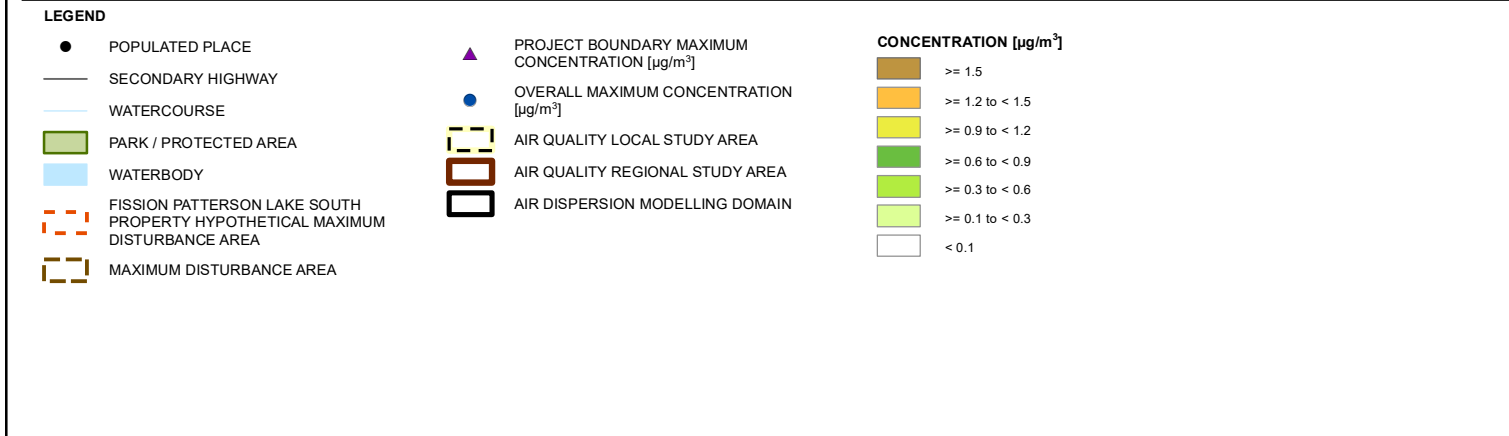 LEGEND
POPULATED PLACE
SECONDARY HIGHWAY
WATERCOURSE
PARK / PROTECTED AREA
WATERBODY
FISSION PATTERSON LAKE SOUTH
PROPERTY HYPOTHETICAL MAXIMUM
DISTURBANCE AREA
MAXIMUM DISTURBANCE AREA
PROJECT BOUNDARY MAXIMUM
CONCENTRATION [µg/m³]
OVERALL MAXIMUM CONCENTRATION
[µg/m³]
AIR QUALITY LOCAL STUDY AREA
AIR QUALITY REGIONAL STUDY AREA
AIR DISPERSION MODELLING DOMAIN
CONCENTRATION [µg/m³]
>= 1.5
>= 1.2 to < 1.5
>= 0.9 to < 1.2
>= 0.6 to < 0.9
>= 0.3 to < 0.6
>= 0.1 to < 0.3
< 0.1